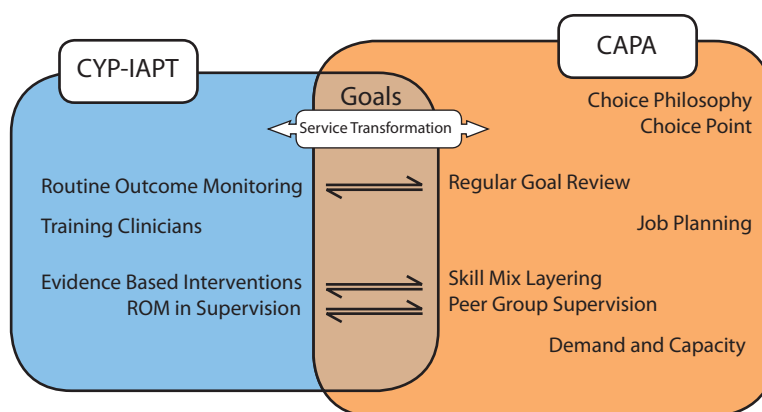 CYP-IAPT
CAPA
Goals
Choice Philosophy
Choice Point
Service Transformation
Routine Outcome Monitoring
Regular Goal Review
Training Clinicians
Job Planning
Evidence Based Interventions
Skill Mix Layering
ROM in Supervision
Peer Group Supervision
Demand and Capacity